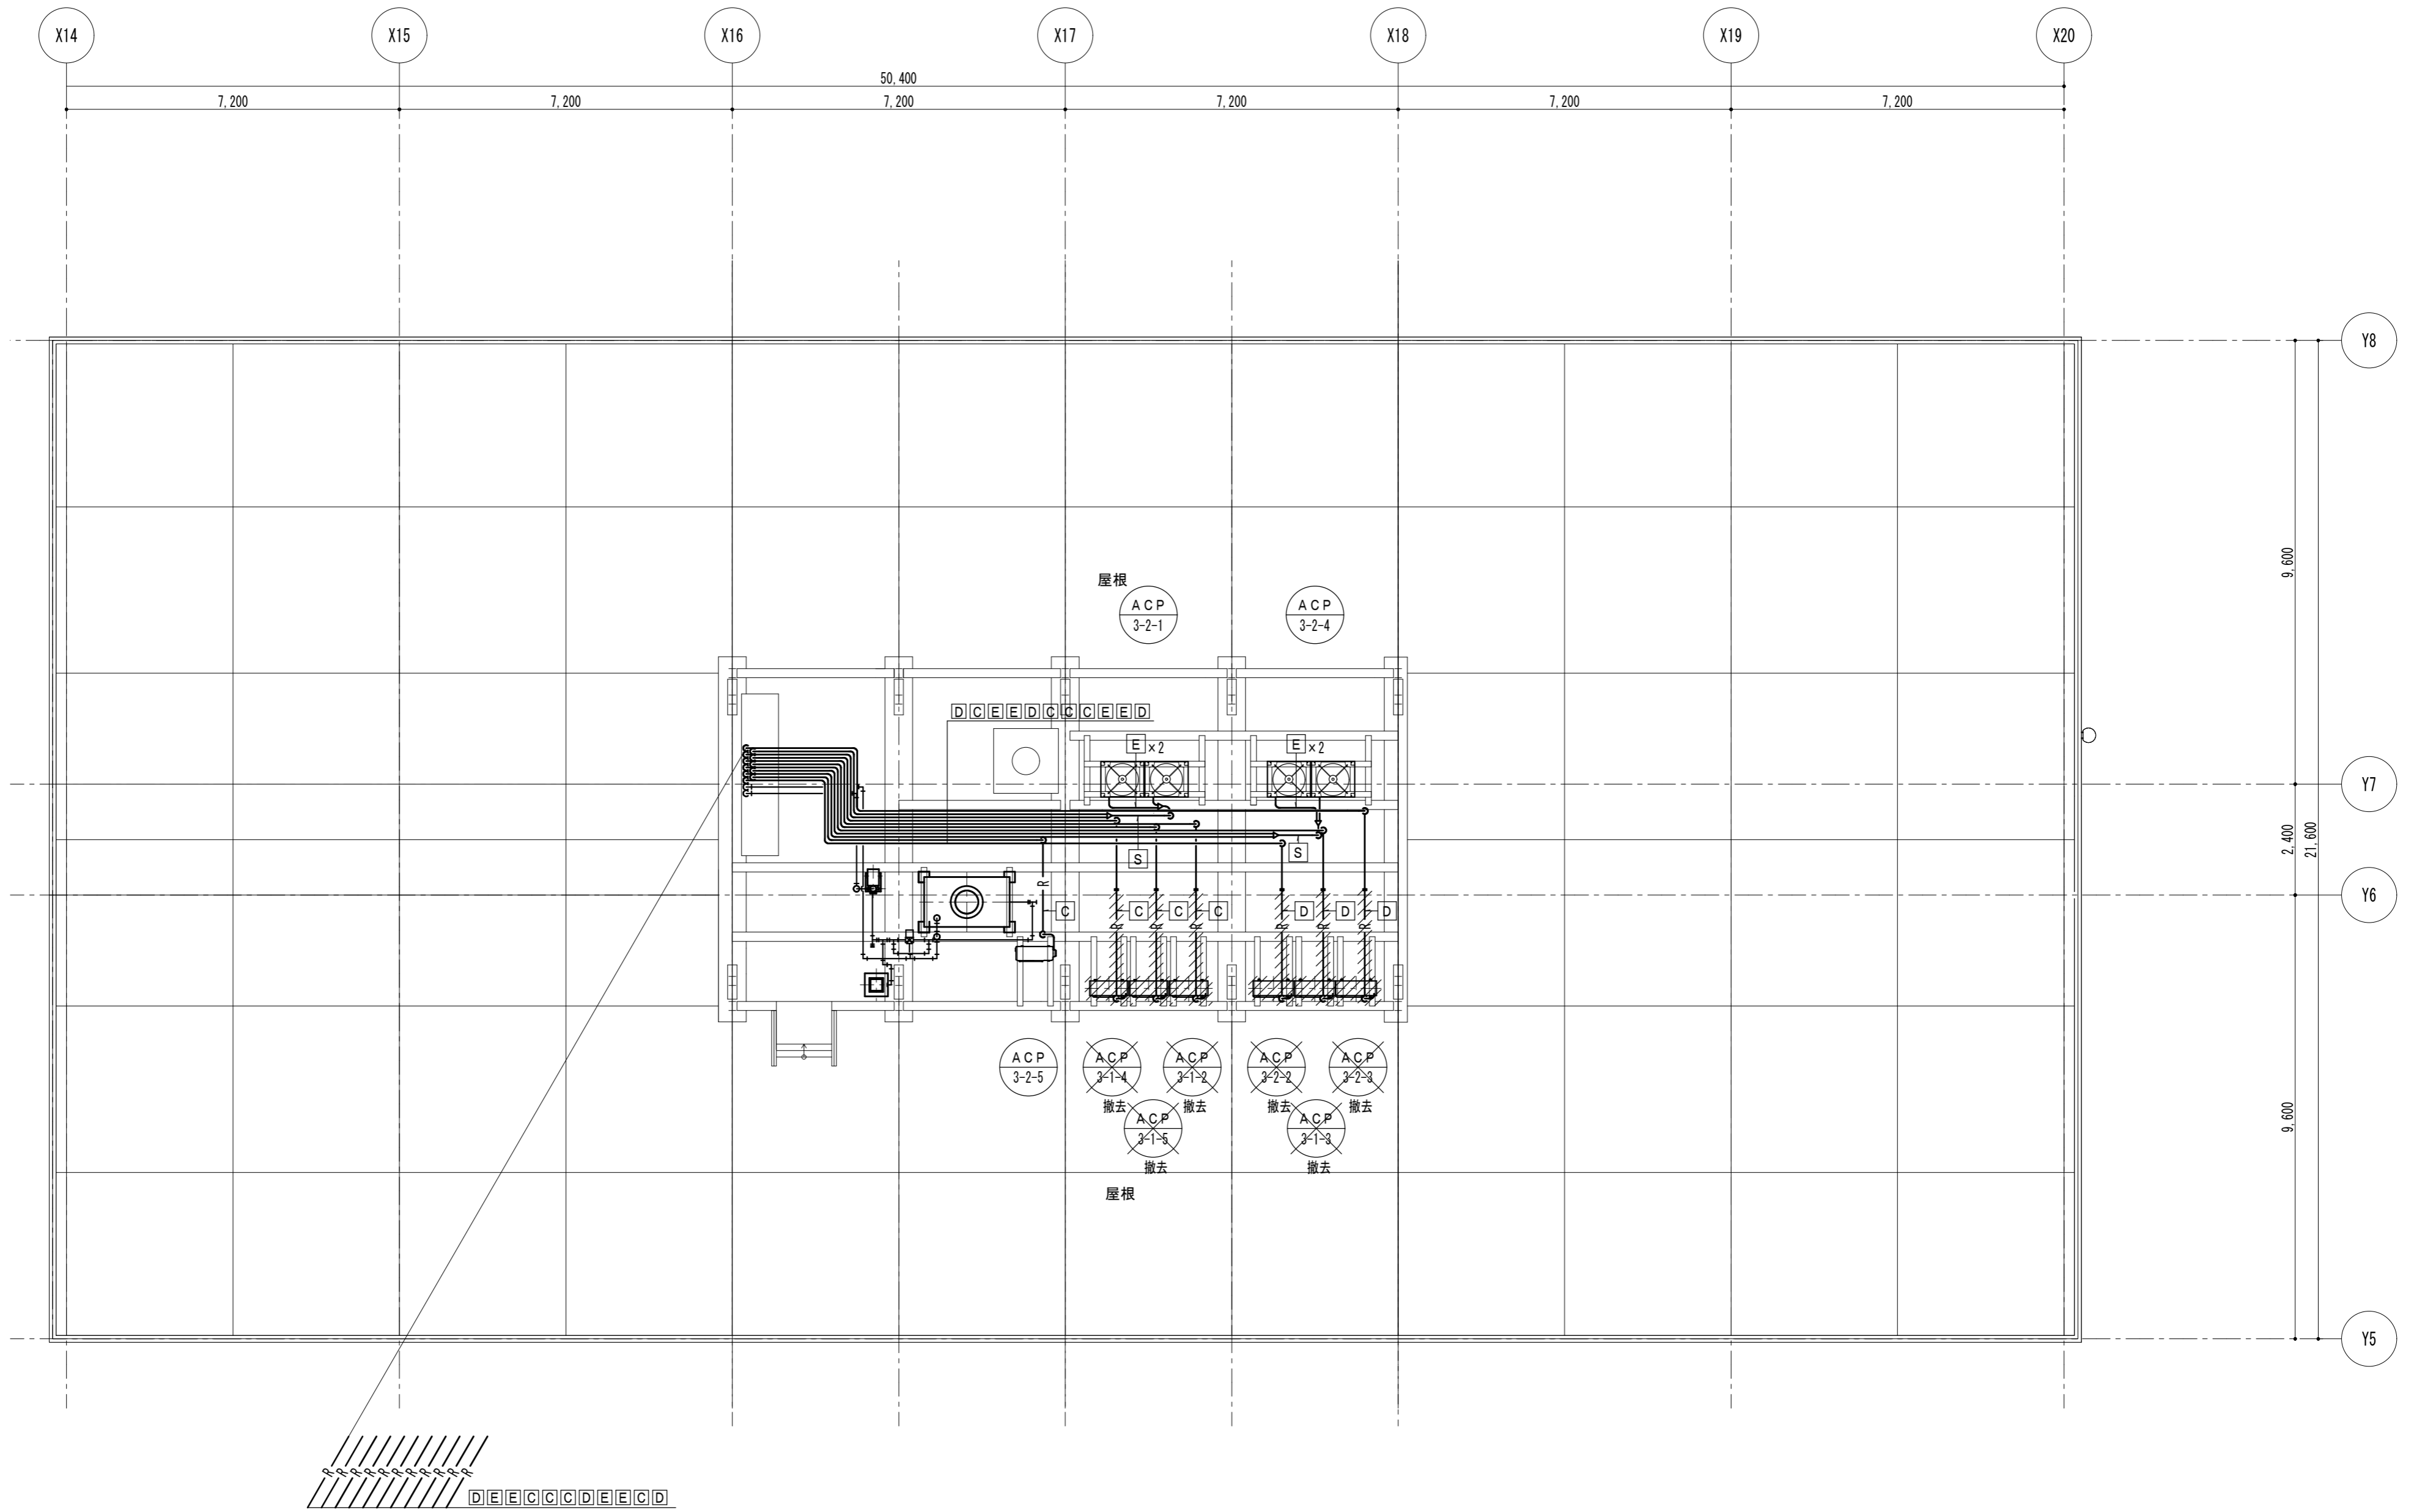 X14 X15 X16 X17 X18 X19 X20
50,400
7,200 7,200 7,200 7,200 7,200 7,200
Y8
9,600
屋根
ACP
3-2-1
ACP
3-2-4
D C E E D C C C E E D
E ×2
E ×2
Y7
2,400
21,600
S
S
Y6
R
C C C C D D D
R R R R R R
9,600
ACP
3-2-5
ACP
3-1-4
撤去
ACP
3-1-2
撤去
ACP
3-2-2
撤去
ACP
3-2-3
撤去
ACP
3-1-5
撤去
ACP
3-1-3
撤去
屋根
Y5
R R R R R R R R R R R
D E E C C C D E E C D